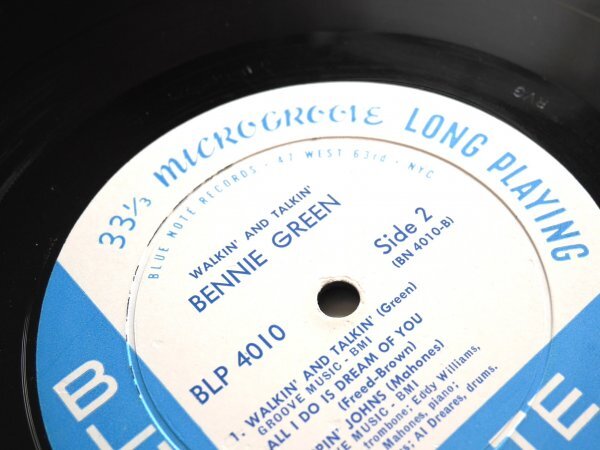 33⅓ MICROGROOVE LONG PLAYING
BLUE NOTE RECORDS · 47 WEST 63rd · NYC
RVG
WALKIN' AND TALKIN'
BENNIE GREEN
Side 2
(BN 4010-B)
BLP 4010
1. WALKIN' AND TALKIN' (Green)
GROOVE MUSIC - BMI
ALL I DO IS DREAM OF YOU
(Freed-Brown)
PIN' JOHNS (Mahones)
MUSIC - BMI
trombone; Eddy Williams,
Mahones, piano;
Al Dreares, drums.
B
TE